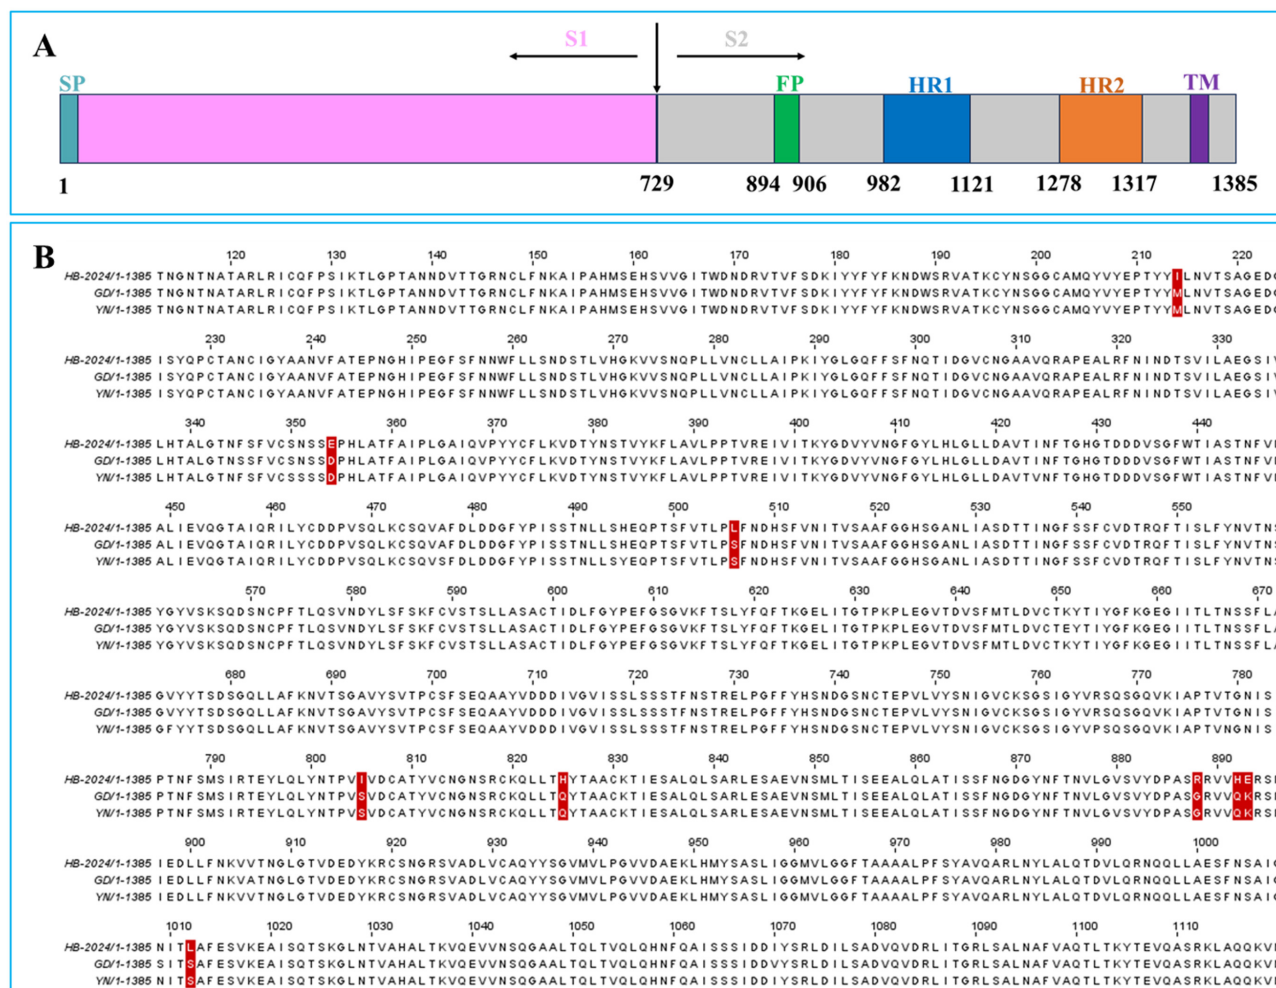 A
S1 S2
SP FP HR1 HR2 TM
1 729 894 906 982 1121 1278 1317 1385
B
120 130 140 150 160 170 180 190 200 210 220
HB-2024/1-1385 TNGNTNATARLRICQFPSIKTLGPTANNDVTTGRNCLFNKAIPAHMSEHSVVGITWDNDRVTVFSDKIYYFYFKNDWSRVATKCYNSGGCAMQYVYEPTYYILNVTSAGED
GD/1-1385 TNGNTNATARLRICQFPSIKTLGPTANNDVTTGRNCLFNKAIPAHMSEHSVVGITWDNDRVTVFSDKIYYFYFKNDWSRVATKCYNSGGCAMQYVYEPTYYMLNVTSAGED
YN/1-1385 TNGNTNATARLRICQFPSIKTLGPTANNDVTTGRNCLFNKAIPAHMSEHSVVGITWDNDRVTVFSDKIYYFYFKNDWSRVATKCYNSGGCAMQYVYEPTYYMLNVTSAGED
230 240 250 260 270 280 290 300 310 320 330
HB-2024/1-1385 ISYQPCTANCIGYAANVFATEPNGHIPEGFSFNNWFLLSNDSTLVHGKVVSNQPLLVNCLLAIPKIYGLGQFFSFNQTIDGVCNGAAVQRAPEALRFNINDTSVILAEGSI
GD/1-1385 ISYQPCTANCIGYAANVFATEPNGHIPEGFSFNNWFLLSNDSTLVHGKVVSNQPLLVNCLLAIPKIYGLGQFFSFNQTIDGVCNGAAVQRAPEALRFNINDTSVILAEGSI
YN/1-1385 ISYQPCTANCIGYAANVFATEPNGHIPEGFSFNNWFLLSNDSTLVHGKVVSNQPLLVNCLLAIPKIYGLGQFFSFNQTIDGVCNGAAVQRAPEALRFNINDTSVILAEGSI
340 350 360 370 380 390 400 410 420 430 440
HB-2024/1-1385 LHTALGTNFSFVCSNSSEPHLATFAIPLGAIQVPYYCFLKVDTYNSTVYKFLAVLPPTVREIVITKYGDVYVNGFGYLHLGLLDAVTINFTGHGTDDDVSGFWTIASTNFV
GD/1-1385 LHTALGTNSSFVCSNSSDPHLATFAIPLGAIQVPYYCFLKVDTYNSTVYKFLAVLPPTVREIVITKYGDVYVNGFGYLHLGLLDAVTINFTGHGTDDDVSGFWTIASTNFV
YN/1-1385 LHTALGTNFSFVCSSSSDPHLATFAIPLGAIQVPYYCFLKVDTYNSTVYKFLAVLPPTVREIVITKYGDVYVNGFGYLHLGLLDAVTVNFTGHGTDDDVSGFWTIASTNFV
450 460 470 480 490 500 510 520 530 540 550
HB-2024/1-1385 ALIEVQGTAIQRILYCDDPVSQLKCSQVAFDLDDGFYPISSTNLLSHEQPTSFVTLPLFNDHSFVNITVSAAFGGHSGANLIASDTTINGFSSFCVDTRQFTISLFYNVTN
GD/1-1385 ALIEVQGTAIQRILYCDDPVSQLKCSQVAFDLDDGFYPISSTNLLSHEQPTSFVTLPSFNDHSFVNITVSAAFGGHSGANLIASDTTINGFSSFCVDTRQFTISLFYNVTN
YN/1-1385 ALIEVQGTAIQRILYCDDPVSQLKCSQVSFDLDDGFYPISSTNLLSYEQPTSFVTLPSFNDHSFVNITVSAAFGGHSGANLIASDTTINGFSSFCVDTRQFTISLFYNVTN
570 580 590 600 610 620 630 640 650 660 670
HB-2024/1-1385 YGYVSKSQDSNCPFTLQSVNDYLSFSKFCVSTSLLASACTIDLFGYPEFGSGVKFTSLYFQFTKGELITGTPKPLEGVTDVSFMTLDVCTKYTIYGFKGEGIITLTNSSFL
GD/1-1385 YGYVSKSQDSNCPFTLQSVNDYLSFSKFCVSTSLLASACTIDLFGYPEFGSGVKFTSLYFQFTKGELITGTPKPLEGVTDVSFMTLDVCTEYTIYGFKGEGIITLTNSSFL
YN/1-1385 YGYVSKSQDSNCPFTLQSVNDYLSFSKFCVSTSLLASACTIDLFGYPEFGSGVKFTSLYFQFTKGELITGTPKPLEGVTDVSFMTLDVCTKYTIYGFKGEGIITLTNSSFL
680 690 700 710 720 730 740 750 760 770 780
HB-2024/1-1385 GVYYTSDSGQLLAFKNVTSGAVYSVTPCSFSEQAAYVDDDIVGVISSLSSSTFNSTRELPGFFYHSNDGSNCTEPVLVYSNIGVCKSGSIGYVRSQSGQVKIAPTVTGNIS
GD/1-1385 GVYYTSDSGQLLAFKNVTSGAVYSVTPCSFSEQAAYVDDDIVGVISSLSSSTFNSTRELPGFFYHSNDGSNCTEPVLVYSNIGVCKSGSIGYVRSQSGQVKIAPTVTGNIS
YN/1-1385 GFYYTSDSGQLLAFKNVTSGAVYSVTPCSFSEQAAYVDDDIVGVISSLSSSTFNSTRELPGFFYHSNDGSNCTEPVLVYSNIGVCKSGSIGYVPSQSGQVKIAPTVTGNIS
790 800 810 820 830 840 850 860 870 880 890
HB-2024/1-1385 PTNFSMSIRTEYLQLYNTPVIVDCATYVCNGNSRCKQLLTHYTAACKTIESALQLSARLESAEVNSMLTISEEALQLATISSFNGDGYNFTNVLGVSVYDPASRRVVHERS
GD/1-1385 PTNFSMSIRTEYLQLYNTPVSVDCATYVCNGNSRCKQLLTQYTAACKTIESALQLSARLESAEVNSMLTISEEALQLATISSFNGDGYNFTNVLGVSVYDPASGRVVQKRS
YN/1-1385 PTNFSMSIRTEYLQLYNTPVSVDCATYVCNGNSRCKQLLTQYTAACKTIESALQLSARLESAEVNSMLTISEEALQLATISSFNGDGYNFTNVLGVSVYDPASGRVVQKRS
900 910 920 930 940 950 960 970 980 990 1000
HB-2024/1-1385 IEDLLFNKVVTNGLGTVDEDYKRCSNGRSVADLVCAQYYSGVMVLPGVVDAEKLHMYSASLIGGMVLGGFTAAAALPFSYAVQARLNYLALQTDVLQRNQQLLAESFNSAI
GD/1-1385 IEDLLFNKVATNGLGTVDEDYKRCSNGRSVADLVCAQYYSGVMVLPGVVDAEKLHMYSASLIGGMVLGGFTAAAALPFSYAVQARLNYLALQTDVLQRNQQLLAESFNSAI
YN/1-1385 IEDLLFNKVVTNGLGTVDEDYKRCSNGRSVADLVCAQYYSGVMVLPGVVDAEKLHMYSASLIGGMVLGGFTAAAALPFSYAVQARLNYLALQTDVLQRNQQLLAESFNSAI
1010 1020 1030 1040 1050 1060 1070 1080 1090 1100 1110
HB-2024/1-1385 NITLAFESVKEAISQTSKGLNTVAHALTKVQEVVNSQGAALTQLTVQLQHNFQAISSSIDDIYSRLDILSADVQVDRLITGRLSALNAFVAQTLTKYTEVQASRKLAQQKV
GD/1-1385 SITSAFESVKEAISQTSKGLNTVAHALTKVQEVVNSQGAALTQLTVQLQHNFQAISSSIDDVYSRLDILSADVQVDRLITGRLSALNAFVAQTLTKYTEVQASRKLAQQKV
YN/1-1385 NITSAFESVKEAISQTSKGLNTVAHALTKVQEVVNSQGAALTQLTVQLQHNFQAISSSIDDIYSRLDILSADVQVDRLITGRLSALNAFVAQTLTKYTEVQASRKLAQQKV